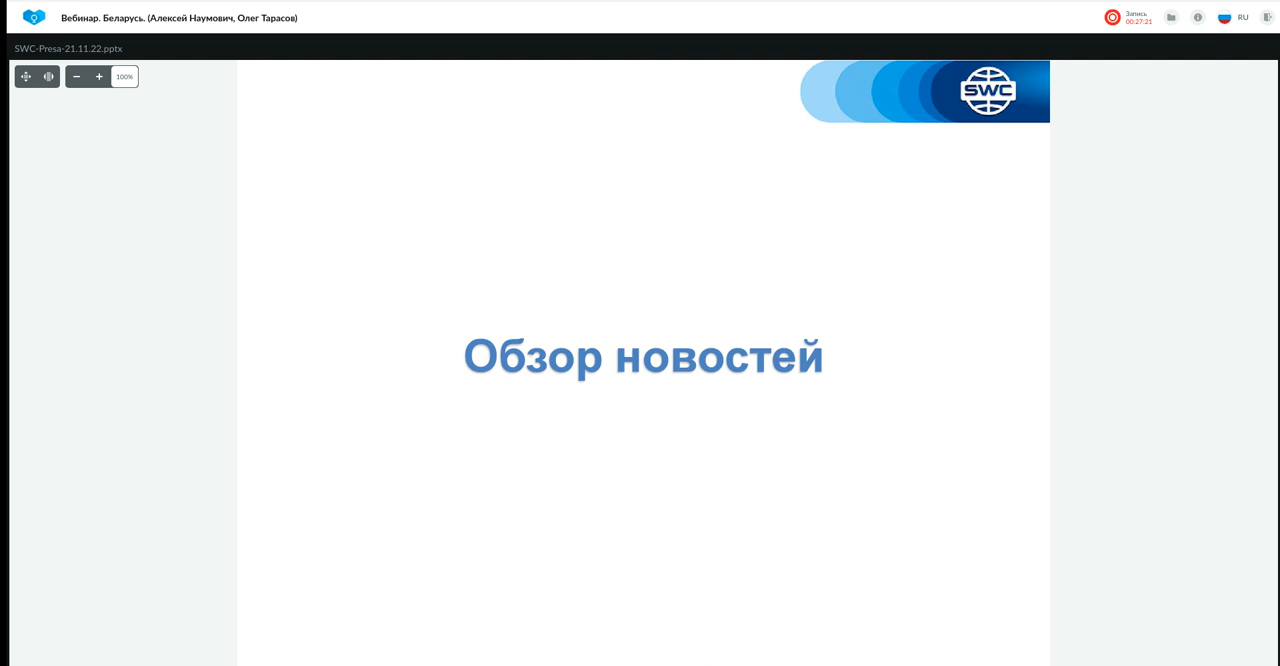 Вебинар. Беларусь. (Алексей Наумович, Олег Тарасов)
Запись
00:27:21
RU
SWC-Presa-21.11.22.pptx
100%
SWC
Обзор новостей